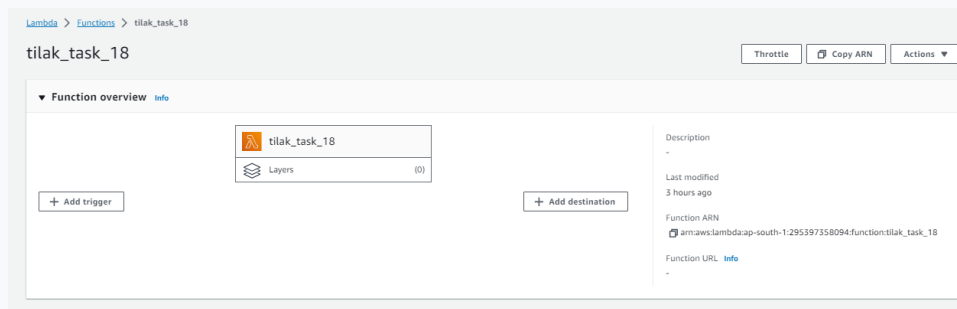 Lambda > Functions > tilak_task_18
tilak_task_18
Throttle Copy ARN Actions ▼
▼ Function overview Info
tilak_task_18
Layers (0)
+ Add trigger
+ Add destination
Description
-
Last modified
3 hours ago
Function ARN
arn:aws:lambda:ap-south-1:295397358094:function:tilak_task_18
Function URL Info
-